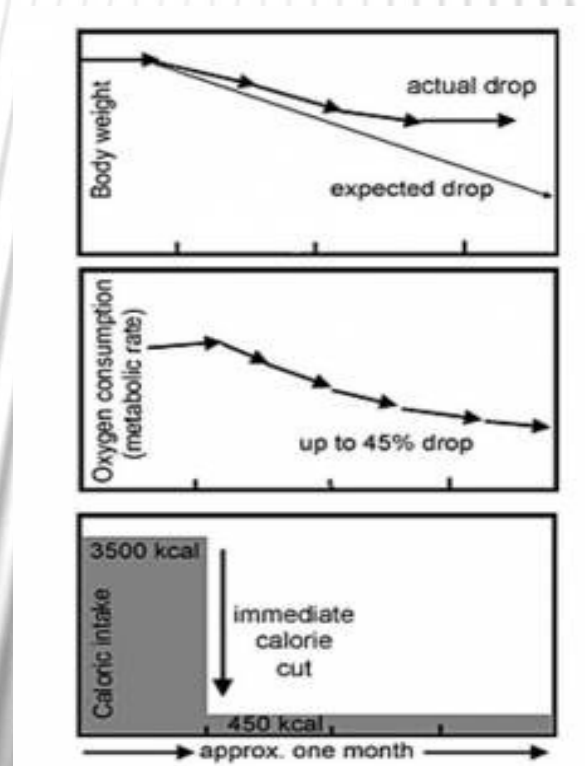 Body weight
actual drop
expected drop
Oxygen consumption
(metabolic rate)
up to 45% drop
Caloric intake
3500 kcal
immediate
calorie
cut
450 kcal
approx. one month